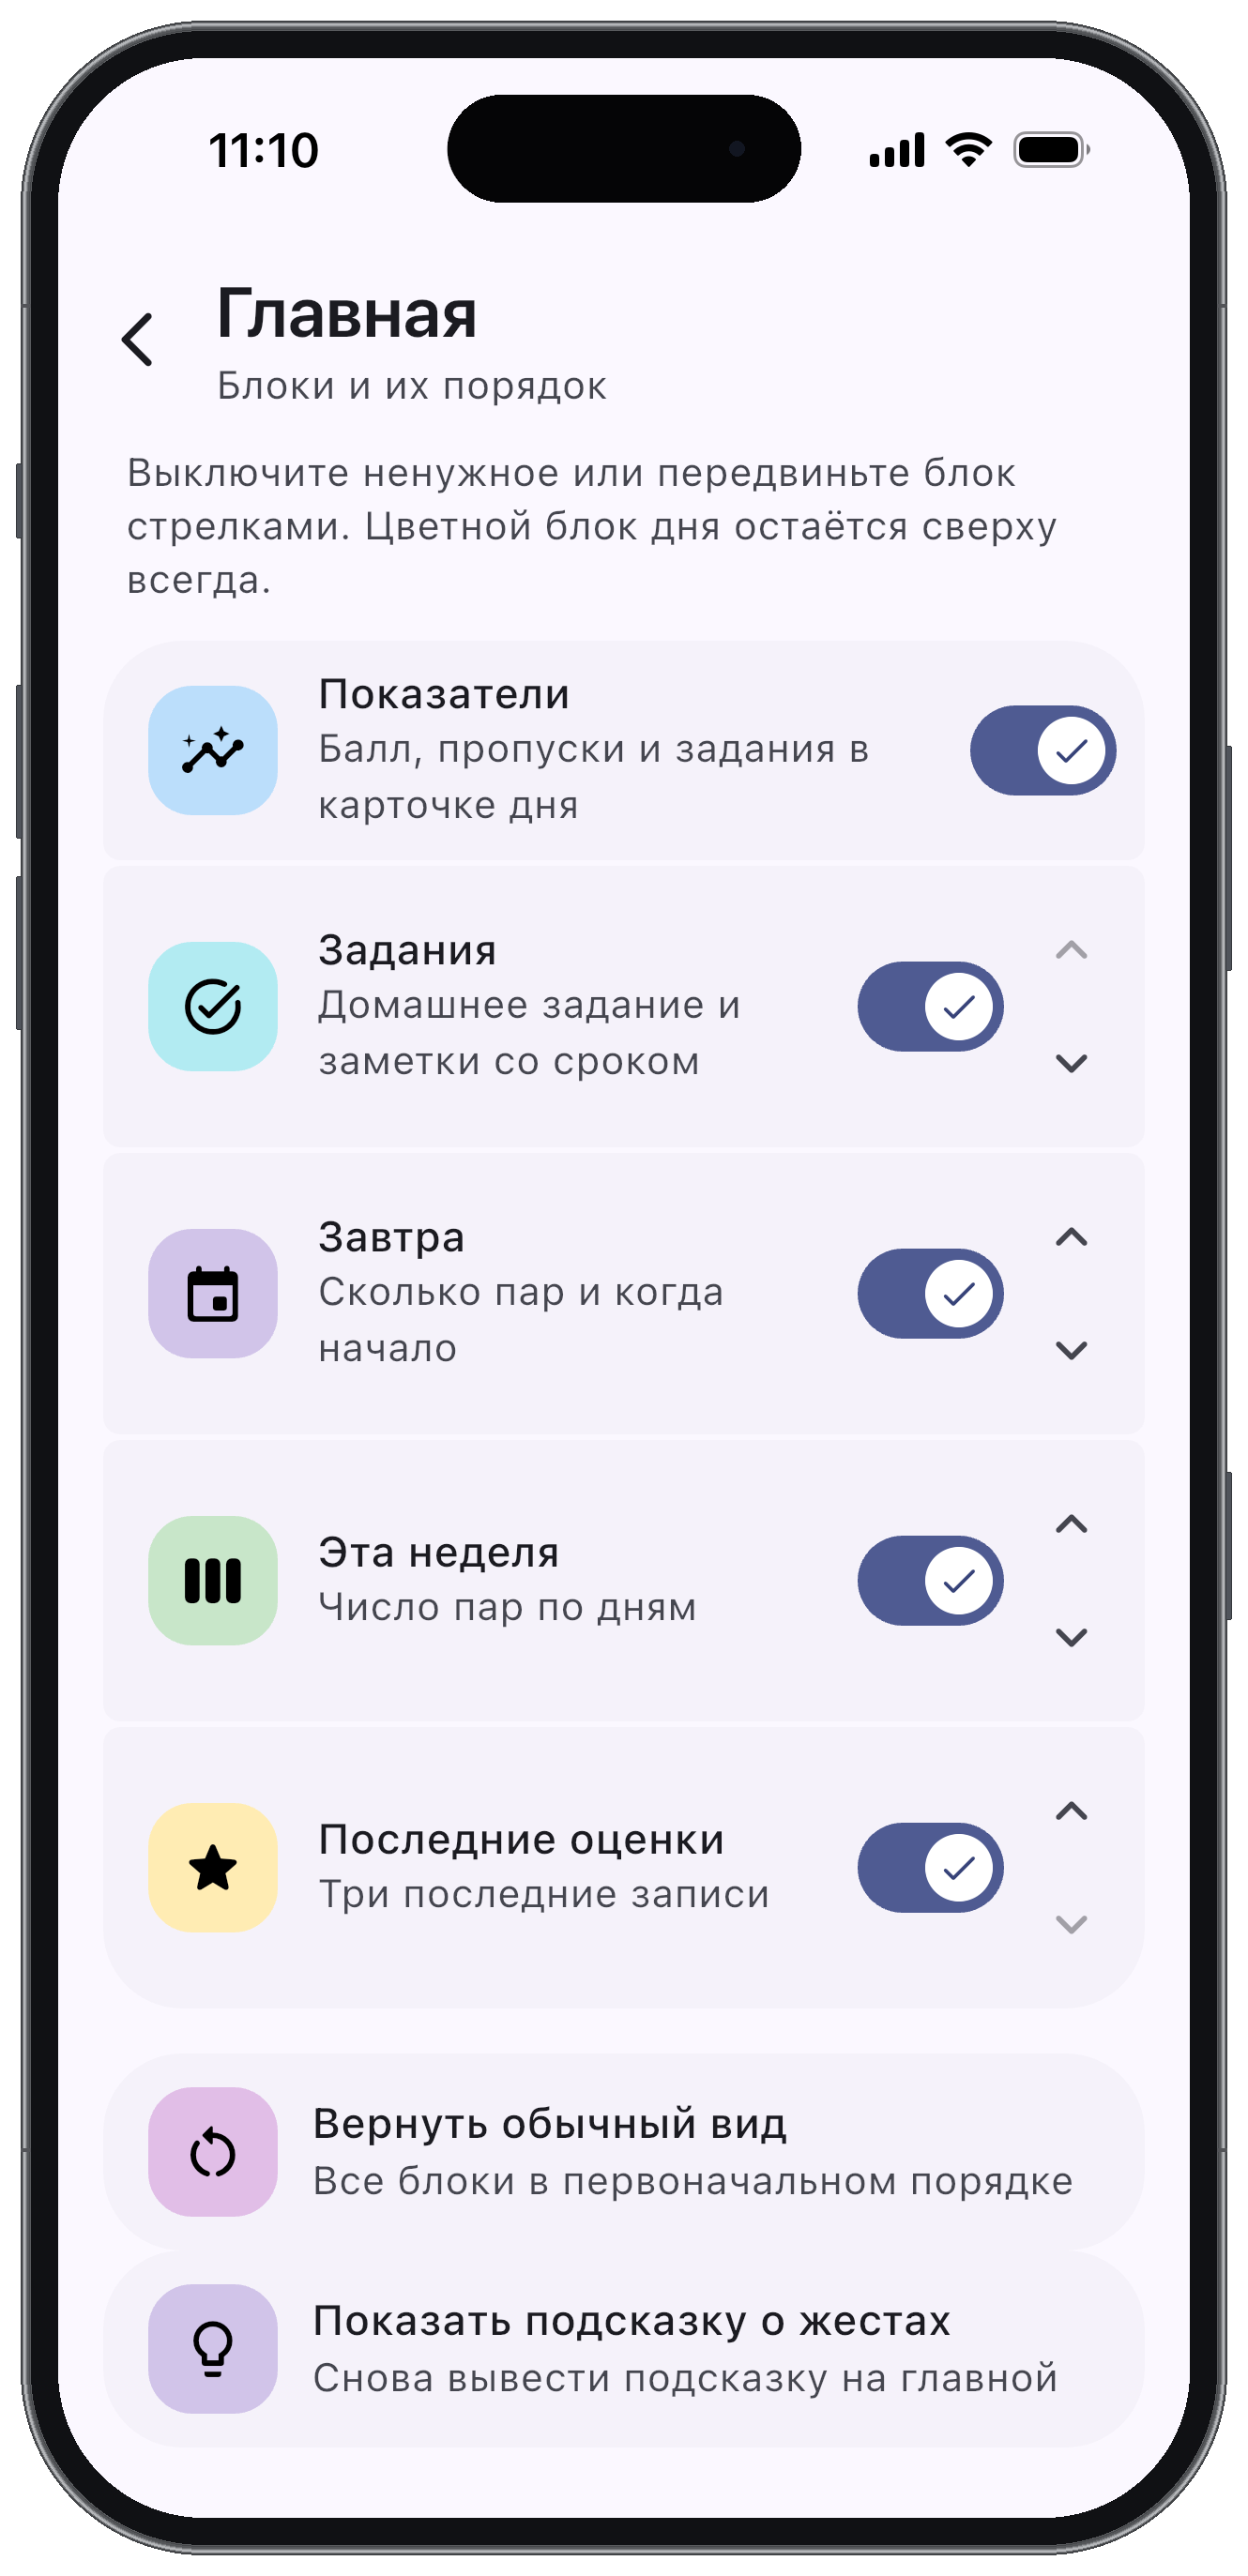 11:10
Главная
Блоки и их порядок
Выключите ненужное или передвиньте блок
стрелками. Цветной блок дня остаётся сверху
всегда.
Показатели
Балл, пропуски и задания в
карточке дня
Задания
Домашнее задание и
заметки со сроком
Завтра
Сколько пар и когда
начало
Эта неделя
Число пар по дням
Последние оценки
Три последние записи
Вернуть обычный вид
Все блоки в первоначальном порядке
Показать подсказку о жестах
Снова вывести подсказку на главной